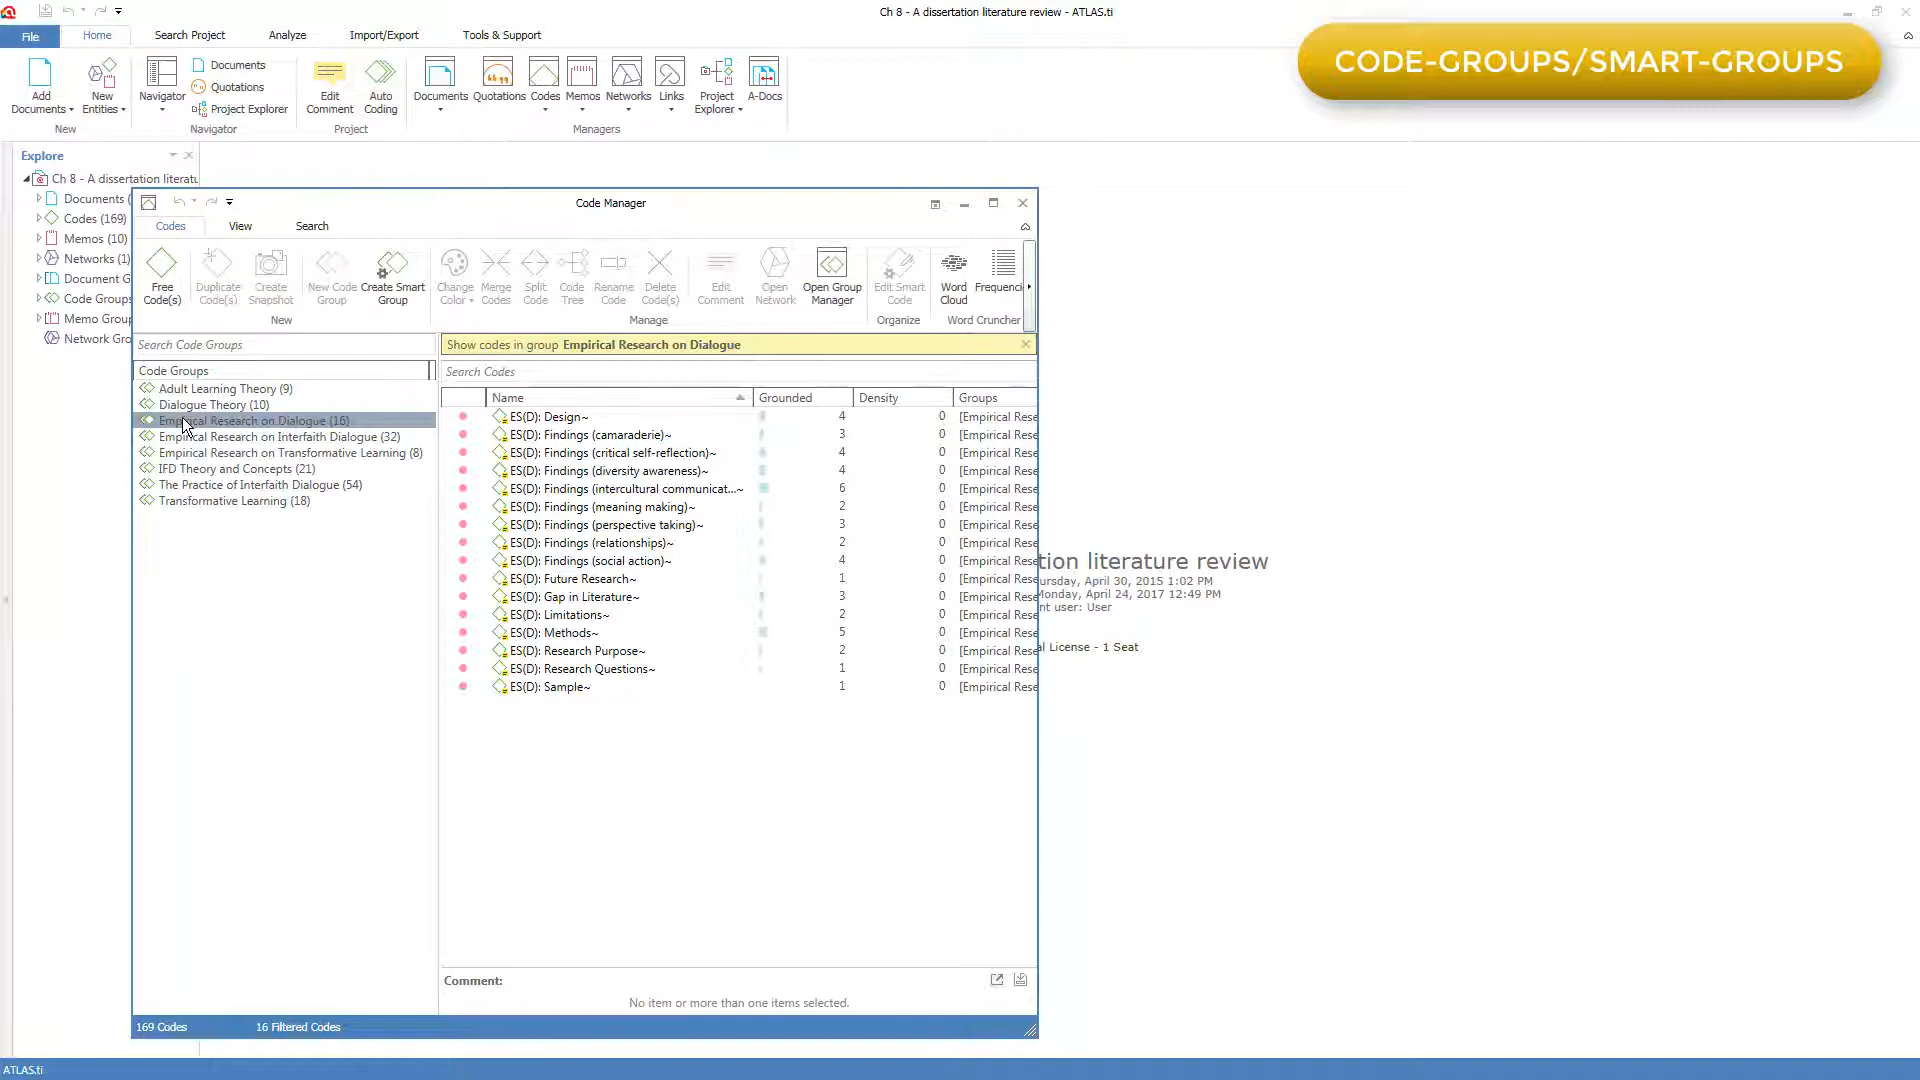 Ch 8 - A dissertation literature review - ATLAS.ti
CODE-GROUPS/SMART-GROUPS
File Home Search Project Analyze Import/Export Tools & Support
Add Documents
New Entities
Navigator
Documents
Quotations
Project Explorer
Edit Comment
Auto Coding
Documents Quotations Codes Memos Networks Links
Project Explorer
A-Docs
New Navigator Project Managers
Explore
Ch 8 - A dissertation literatu
Documents (
Codes (169)
Memos (10)
Networks (1)
Document G
Code Groups
Memo Group
Network Gro
Code Manager
Codes View Search
Free Code(s)
Duplicate Code(s)
Create Snapshot
New Code Group
Create Smart Group
Change Color
Merge Codes
Split Code
Code Tree
Rename Code
Delete Code(s)
Edit Comment
Open Network
Open Group Manager
Edit Smart Code
Word Cloud
Frequenci
New Manage Organize Word Cruncher
Search Code Groups
Show codes in group Empirical Research on Dialogue
Code Groups
Adult Learning Theory (9)
Dialogue Theory (10)
Empirical Research on Dialogue (16)
Empirical Research on Interfaith Dialogue (32)
Empirical Research on Transformative Learning (8)
IFD Theory and Concepts (21)
The Practice of Interfaith Dialogue (54)
Transformative Learning (18)
Search Codes
Name Grounded Density Groups
ES(D): Design~ 4 0 [Empirical Rese
ES(D): Findings (camaraderie)~ 3 0 [Empirical Rese
ES(D): Findings (critical self-reflection)~ 4 0 [Empirical Rese
ES(D): Findings (diversity awareness)~ 4 0 [Empirical Rese
ES(D): Findings (intercultural communicat...~ 6 0 [Empirical Rese
ES(D): Findings (meaning making)~ 2 0 [Empirical Rese
ES(D): Findings (perspective taking)~ 3 0 [Empirical Rese
ES(D): Findings (relationships)~ 2 0 [Empirical Rese
ES(D): Findings (social action)~ 4 0 [Empirical Rese
ES(D): Future Research~ 1 0 [Empirical Rese
ES(D): Gap in Literature~ 3 0 [Empirical Rese
ES(D): Limitations~ 2 0 [Empirical Rese
ES(D): Methods~ 5 0 [Empirical Rese
ES(D): Research Purpose~ 2 0 [Empirical Rese
ES(D): Research Questions~ 1 0 [Empirical Rese
ES(D): Sample~ 1 0 [Empirical Rese
tion literature review
ursday, April 30, 2015 1:02 PM
Monday, April 24, 2017 12:49 PM
nt user: User
al License - 1 Seat
Comment:
No item or more than one items selected.
169 Codes 16 Filtered Codes
ATLAS.ti